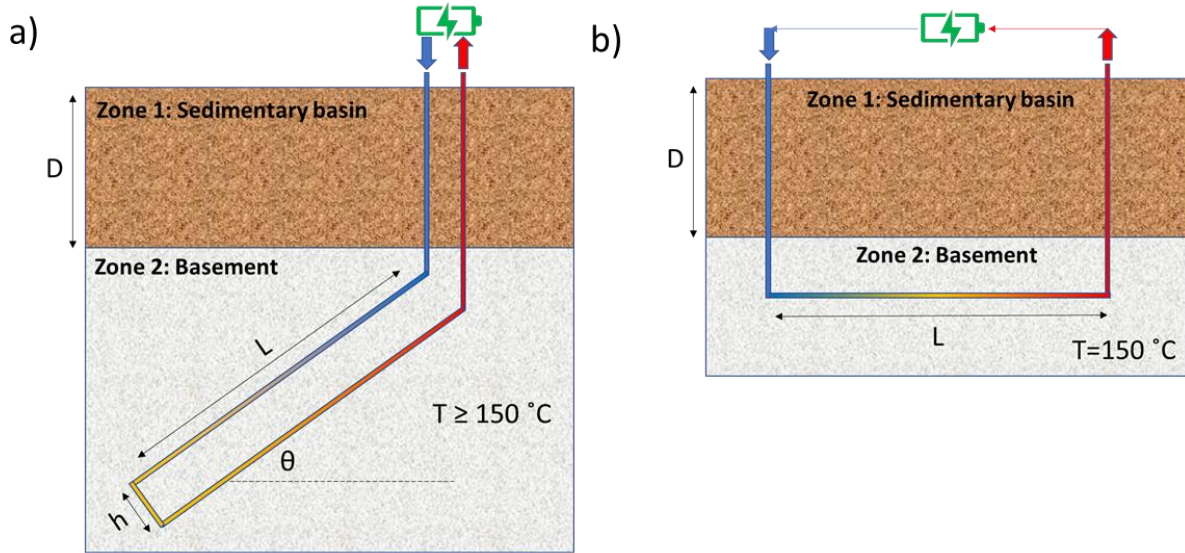 a)
Zone 1: Sedimentary basin
D
Zone 2: Basement
L
T ≥ 150 ˚C
θ
h
b)
Zone 1: Sedimentary basin
D
Zone 2: Basement
L
T=150 ˚C